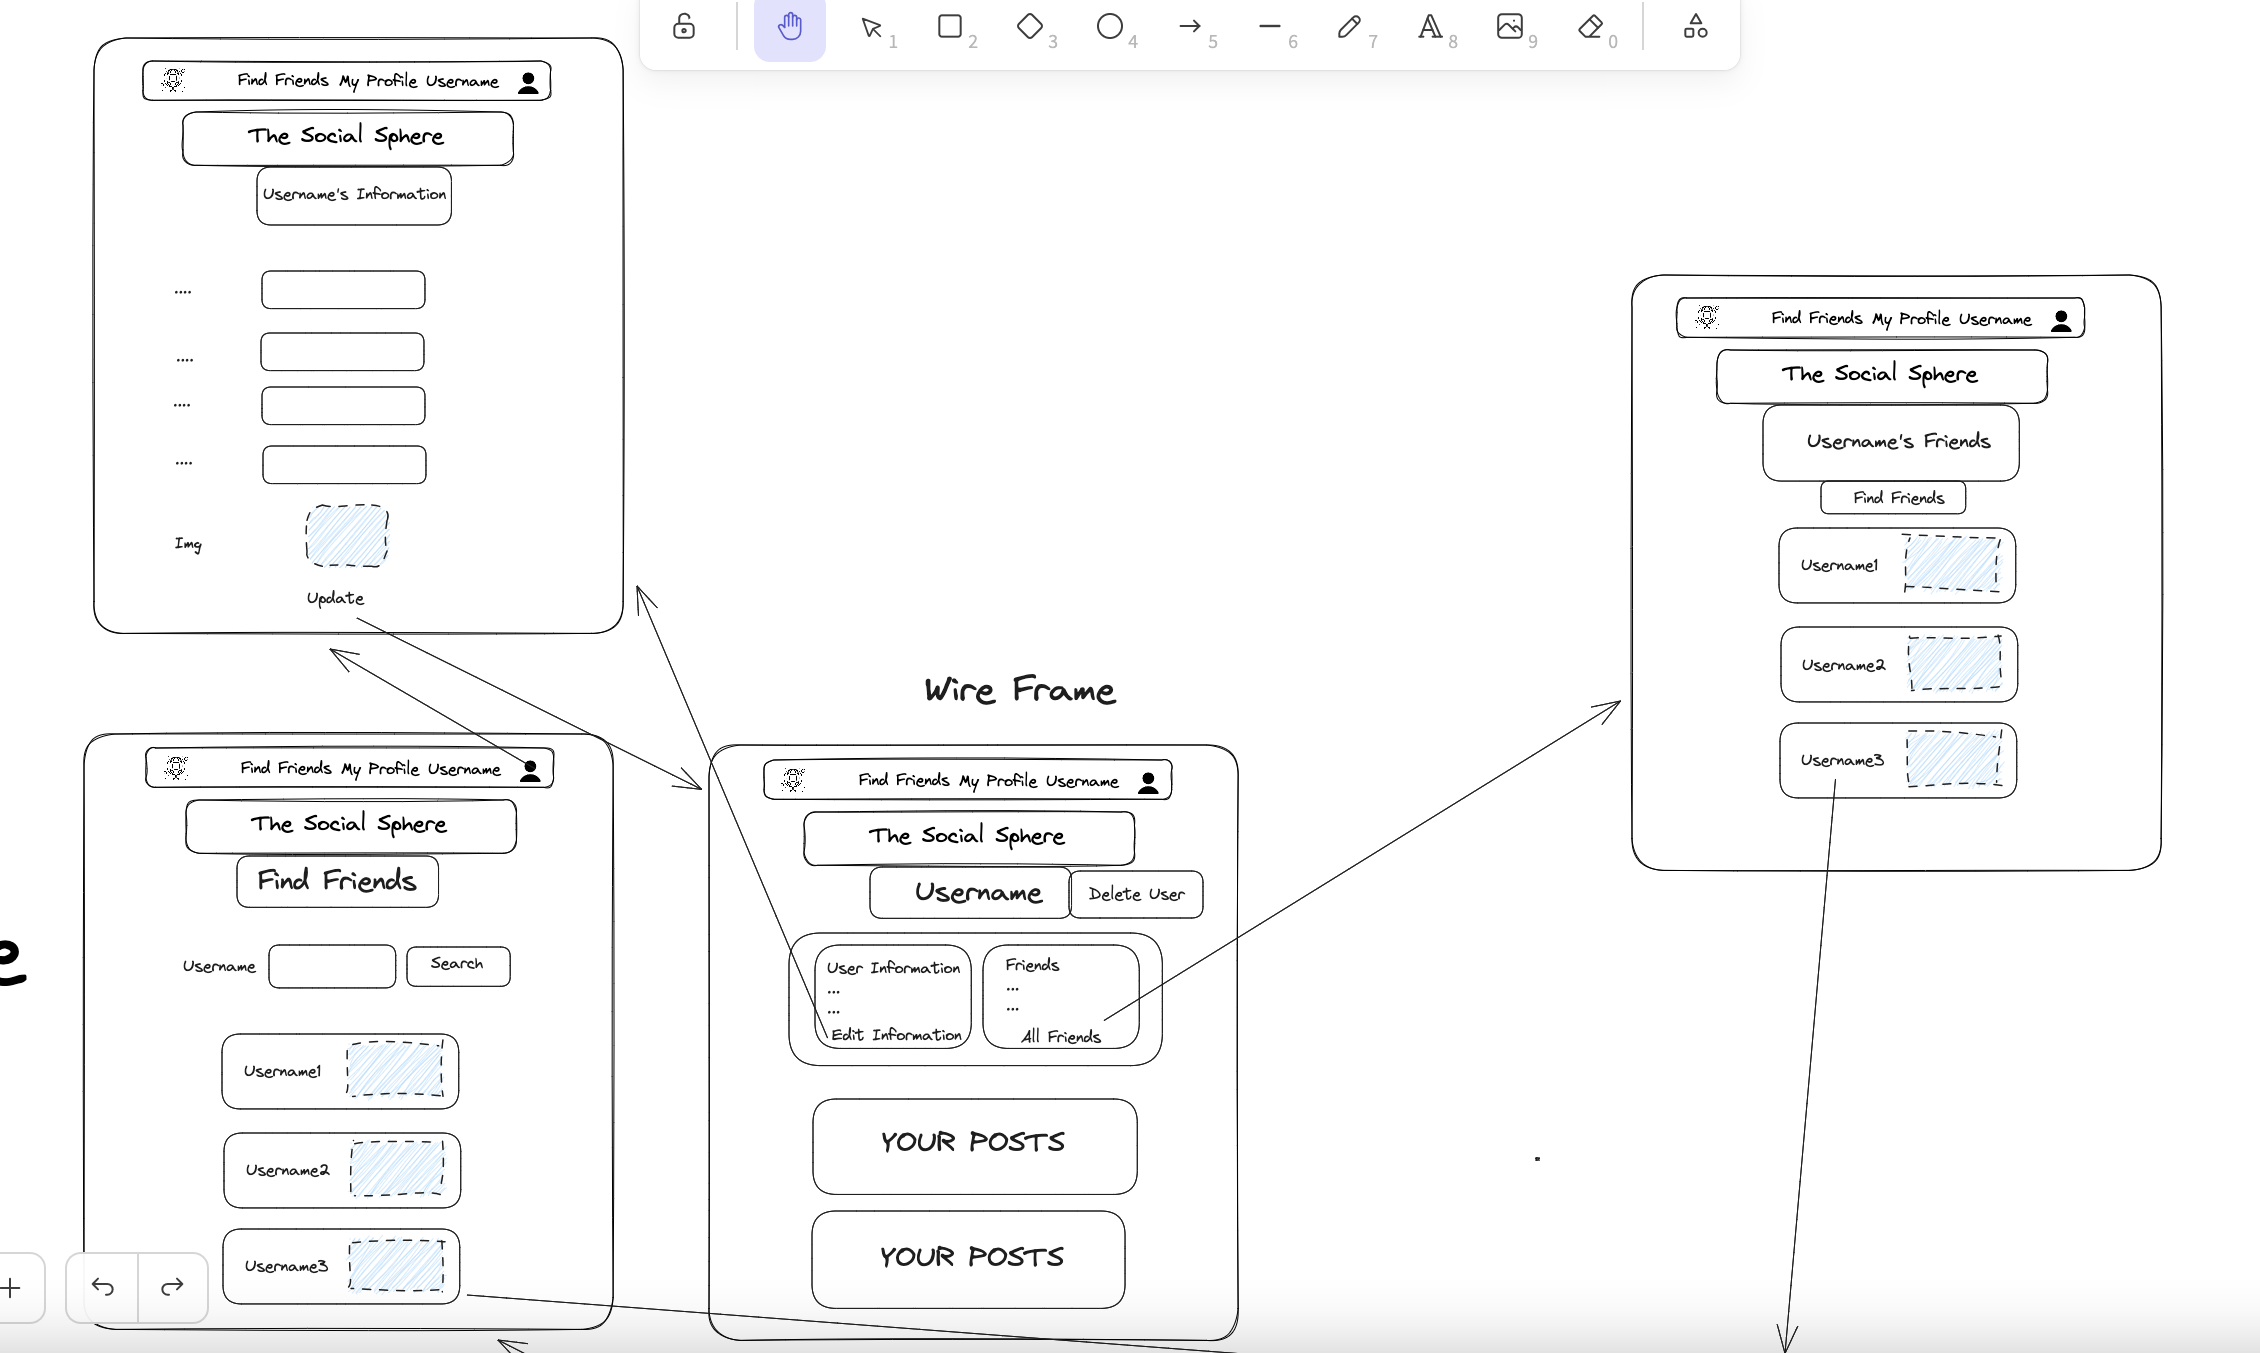 1
2
3
4
5
6
7
8
9
0
Find Friends My Profile Username
The Social Sphere
Username's Information
....
....
....
....
Img
Update
Find Friends My Profile Username
The Social Sphere
Username's Friends
Find Friends
Username1
Username2
Username3
Wire Frame
Find Friends My Profile Username
The Social Sphere
Find Friends
Username
Search
Username1
Username2
Username3
Find Friends My Profile Username
The Social Sphere
Username
Delete User
User Information
...
...
Edit Information
Friends
...
...
All Friends
YOUR POSTS
YOUR POSTS
e